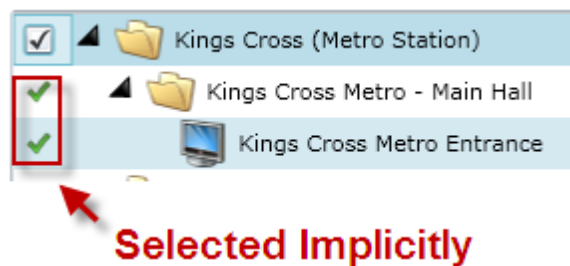 Kings Cross (Metro Station)
Kings Cross Metro - Main Hall
Kings Cross Metro Entrance
Selected Implicitly